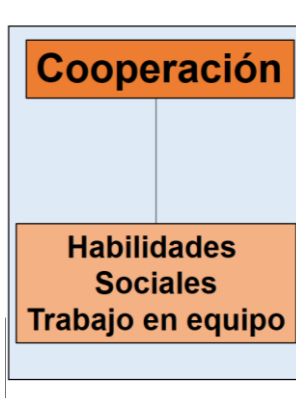 Cooperación
Habilidades
Sociales
Trabajo en equipo